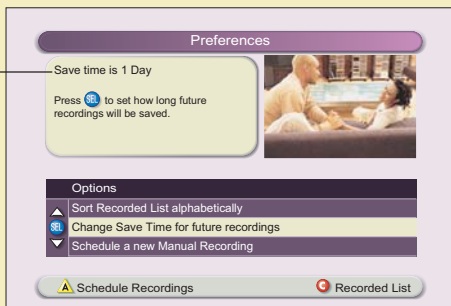 Preferences
Save time is 1 Day
Press SEL to set how long future
recordings will be saved.
Options
Sort Recorded List alphabetically
SEL Change Save Time for future recordings
Schedule a new Manual Recording
A Schedule Recordings
C Recorded List